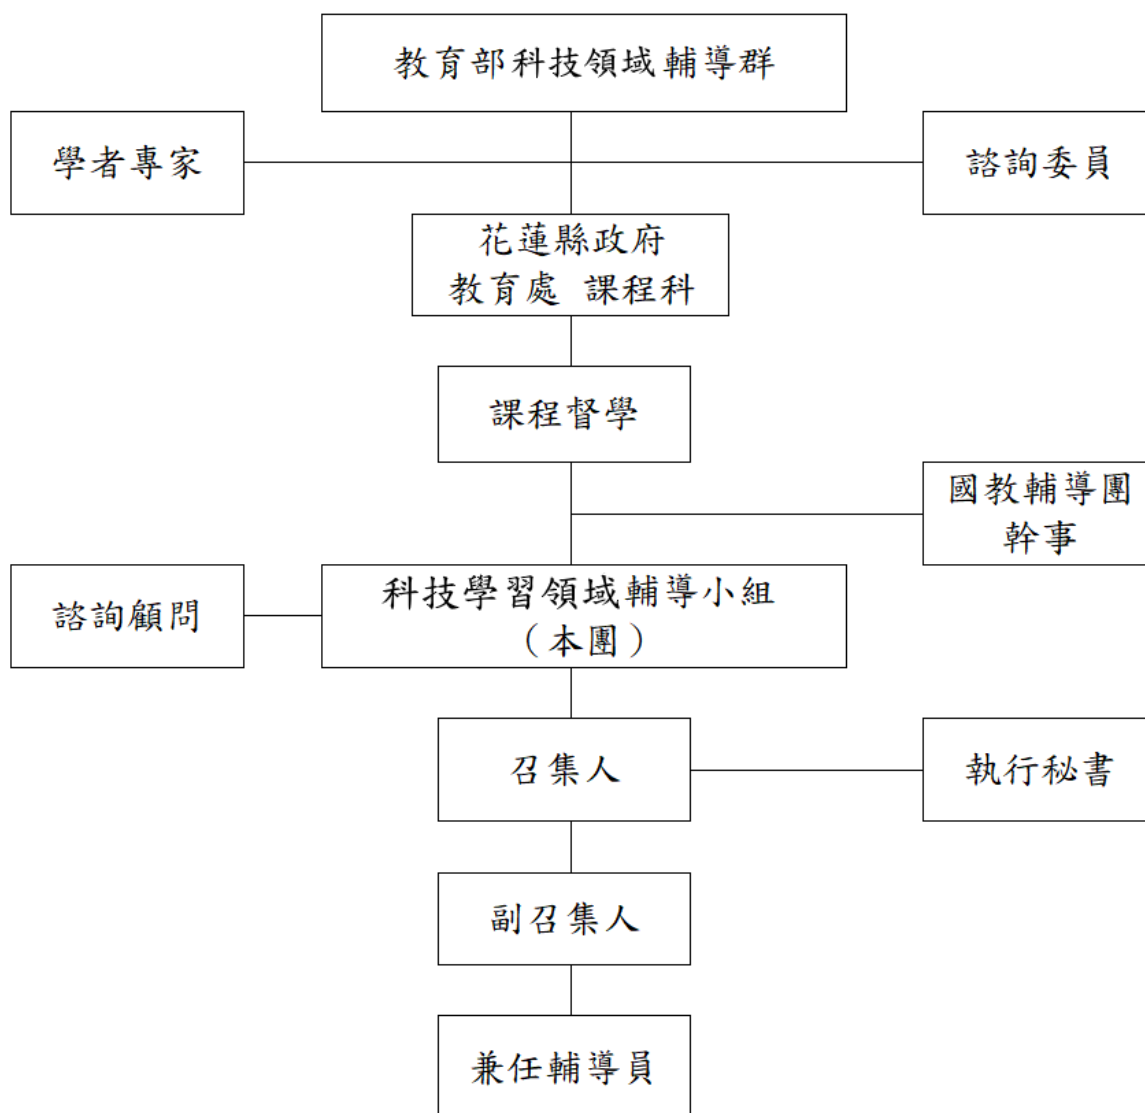 教育部科技領域輔導群
學者專家
諮詢委員
花蓮縣政府
教育處 課程科
課程督學
國教輔導團
幹事
諮詢顧問
科技學習領域輔導小組
（本團）
召集人
執行秘書
副召集人
兼任輔導員